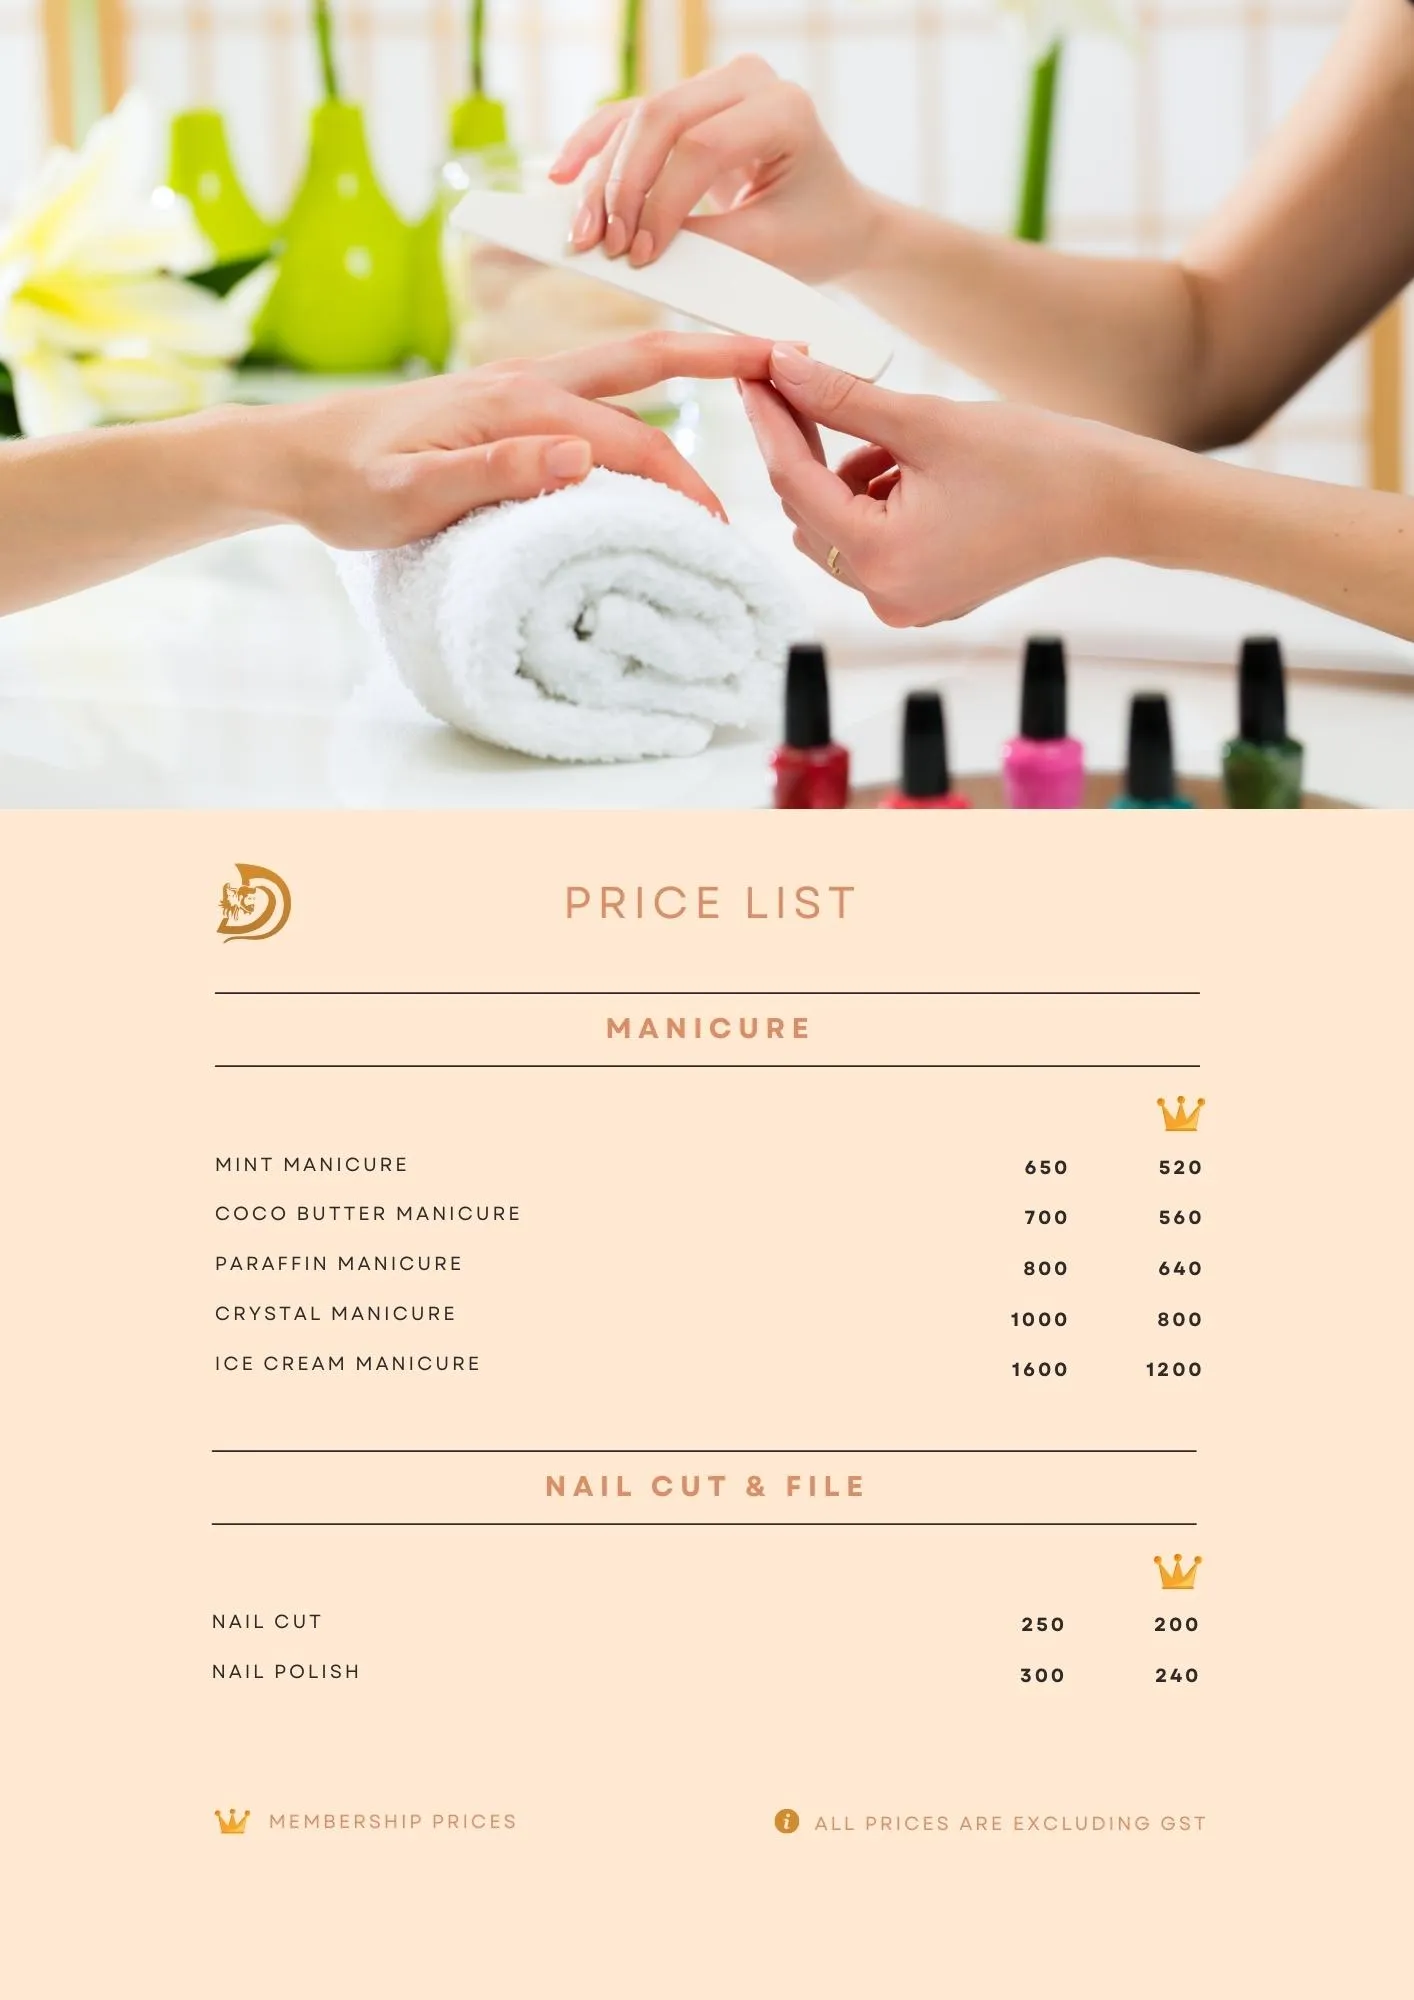 PRICE LIST
MANICURE
MINT MANICURE 650 520
COCO BUTTER MANICURE 700 560
PARAFFIN MANICURE 800 640
CRYSTAL MANICURE 1000 800
ICE CREAM MANICURE 1600 1200
NAIL CUT & FILE
NAIL CUT 250 200
NAIL POLISH 300 240
MEMBERSHIP PRICES
i ALL PRICES ARE EXCLUDING GST